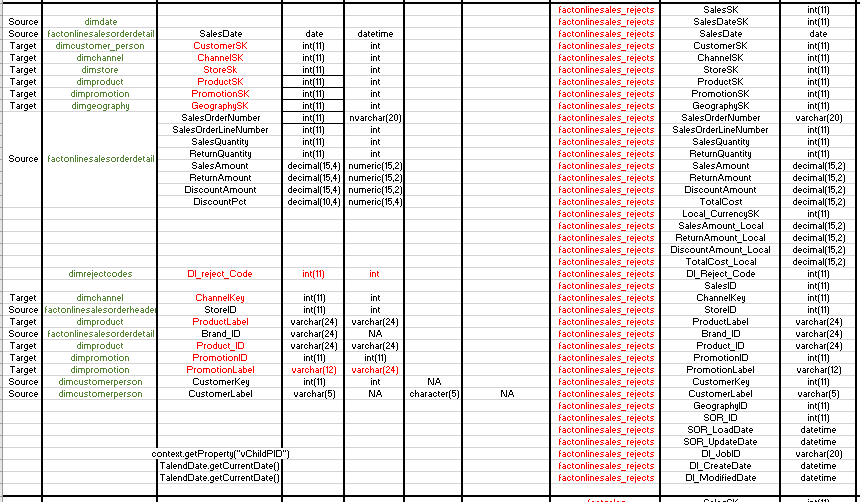 factonlinesales_rejects SalesSK int(11)
Source dimdate factonlinesales_rejects SalesDateSK int(11)
Source factonlinesalesorderdetail SalesDate date datetime factonlinesales_rejects SalesDate date
Target dimcustomer_person CustomerSK int(11) int factonlinesales_rejects CustomerSK int(11)
Target dimchannel ChannelSK int(11) int factonlinesales_rejects ChannelSK int(11)
Target dimstore StoreSk int(11) int factonlinesales_rejects StoreSK int(11)
Target dimproduct ProductSK int(11) int factonlinesales_rejects ProductSK int(11)
Target dimpromotion PromotionSK int(11) int factonlinesales_rejects PromotionSK int(11)
Target dimgeography GeographySK int(11) int factonlinesales_rejects GeographySK int(11)
SalesOrderNumber int(11) nvarchar(20) factonlinesales_rejects SalesOrderNumber varchar(20)
SalesOrderLineNumber int(11) int factonlinesales_rejects SalesOrderLineNumber int(11)
SalesQuantity int(11) int factonlinesales_rejects SalesQuantity int(11)
Source factonlinesalesorderdetail ReturnQuantity int(11) int factonlinesales_rejects ReturnQuantity int(11)
SalesAmount decimal(15,4) numeric(15,2) factonlinesales_rejects SalesAmount decimal(15,2)
ReturnAmount decimal(15,4) numeric(15,2) factonlinesales_rejects ReturnAmount decimal(15,2)
DiscountAmount decimal(15,4) numeric(15,2) factonlinesales_rejects DiscountAmount decimal(15,2)
DiscountPct decimal(10,4) numeric(15,4) factonlinesales_rejects TotalCost decimal(15,2)
factonlinesales_rejects Local_CurrencySK int(11)
factonlinesales_rejects SalesAmount_Local decimal(15,2)
factonlinesales_rejects ReturnAmount_Local decimal(15,2)
factonlinesales_rejects DiscountAmount_Local decimal(15,2)
factonlinesales_rejects TotalCost_Local decimal(15,2)
dimrejectcodes DI_reject_Code int(11) int factonlinesales_rejects DI_Reject_Code int(11)
factonlinesales_rejects SalesID int(11)
Target dimchannel ChannelKey int(11) int factonlinesales_rejects ChannelKey int(11)
Source factonlinesalesorderheader StoreID int(11) int factonlinesales_rejects StoreID int(11)
Target dimproduct ProductLabel varchar(24) varchar(24) factonlinesales_rejects ProductLabel varchar(24)
Source factonlinesalesorderdetail Brand_ID varchar(24) NA factonlinesales_rejects Brand_ID varchar(24)
Target dimproduct Product_ID varchar(24) varchar(24) factonlinesales_rejects Product_ID varchar(24)
Target dimpromotion PromotionID int(11) int(11) factonlinesales_rejects PromotionID int(11)
Target dimpromotion PromotionLabel varchar(12) varchar(24) factonlinesales_rejects PromotionLabel varchar(12)
Source dimcustomerperson CustomerKey int(11) int NA factonlinesales_rejects CustomerKey int(11)
Source dimcustomerperson CustomerLabel varchar(5) NA character(5) NA factonlinesales_rejects CustomerLabel varchar(5)
factonlinesales_rejects GeographyID int(11)
factonlinesales_rejects SOR_ID int(11)
factonlinesales_rejects SOR_LoadDate datetime
factonlinesales_rejects SOR_UpdateDate datetime
context.getProperty("vChildPID") factonlinesales_rejects DI_JobID varchar(20)
TalendDate.getCurrentDate() factonlinesales_rejects DI_CreateDate datetime
TalendDate.getCurrentDate() factonlinesales_rejects DI_ModifiedDate datetime